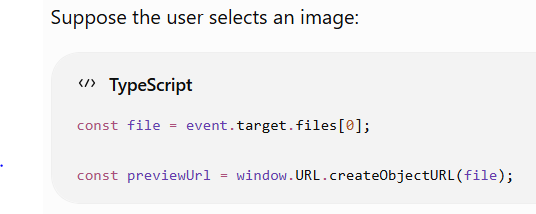 Suppose the user selects an image:
</> TypeScript
const file = event.target.files[0];
const previewUrl = window.URL.createObjectURL(file);